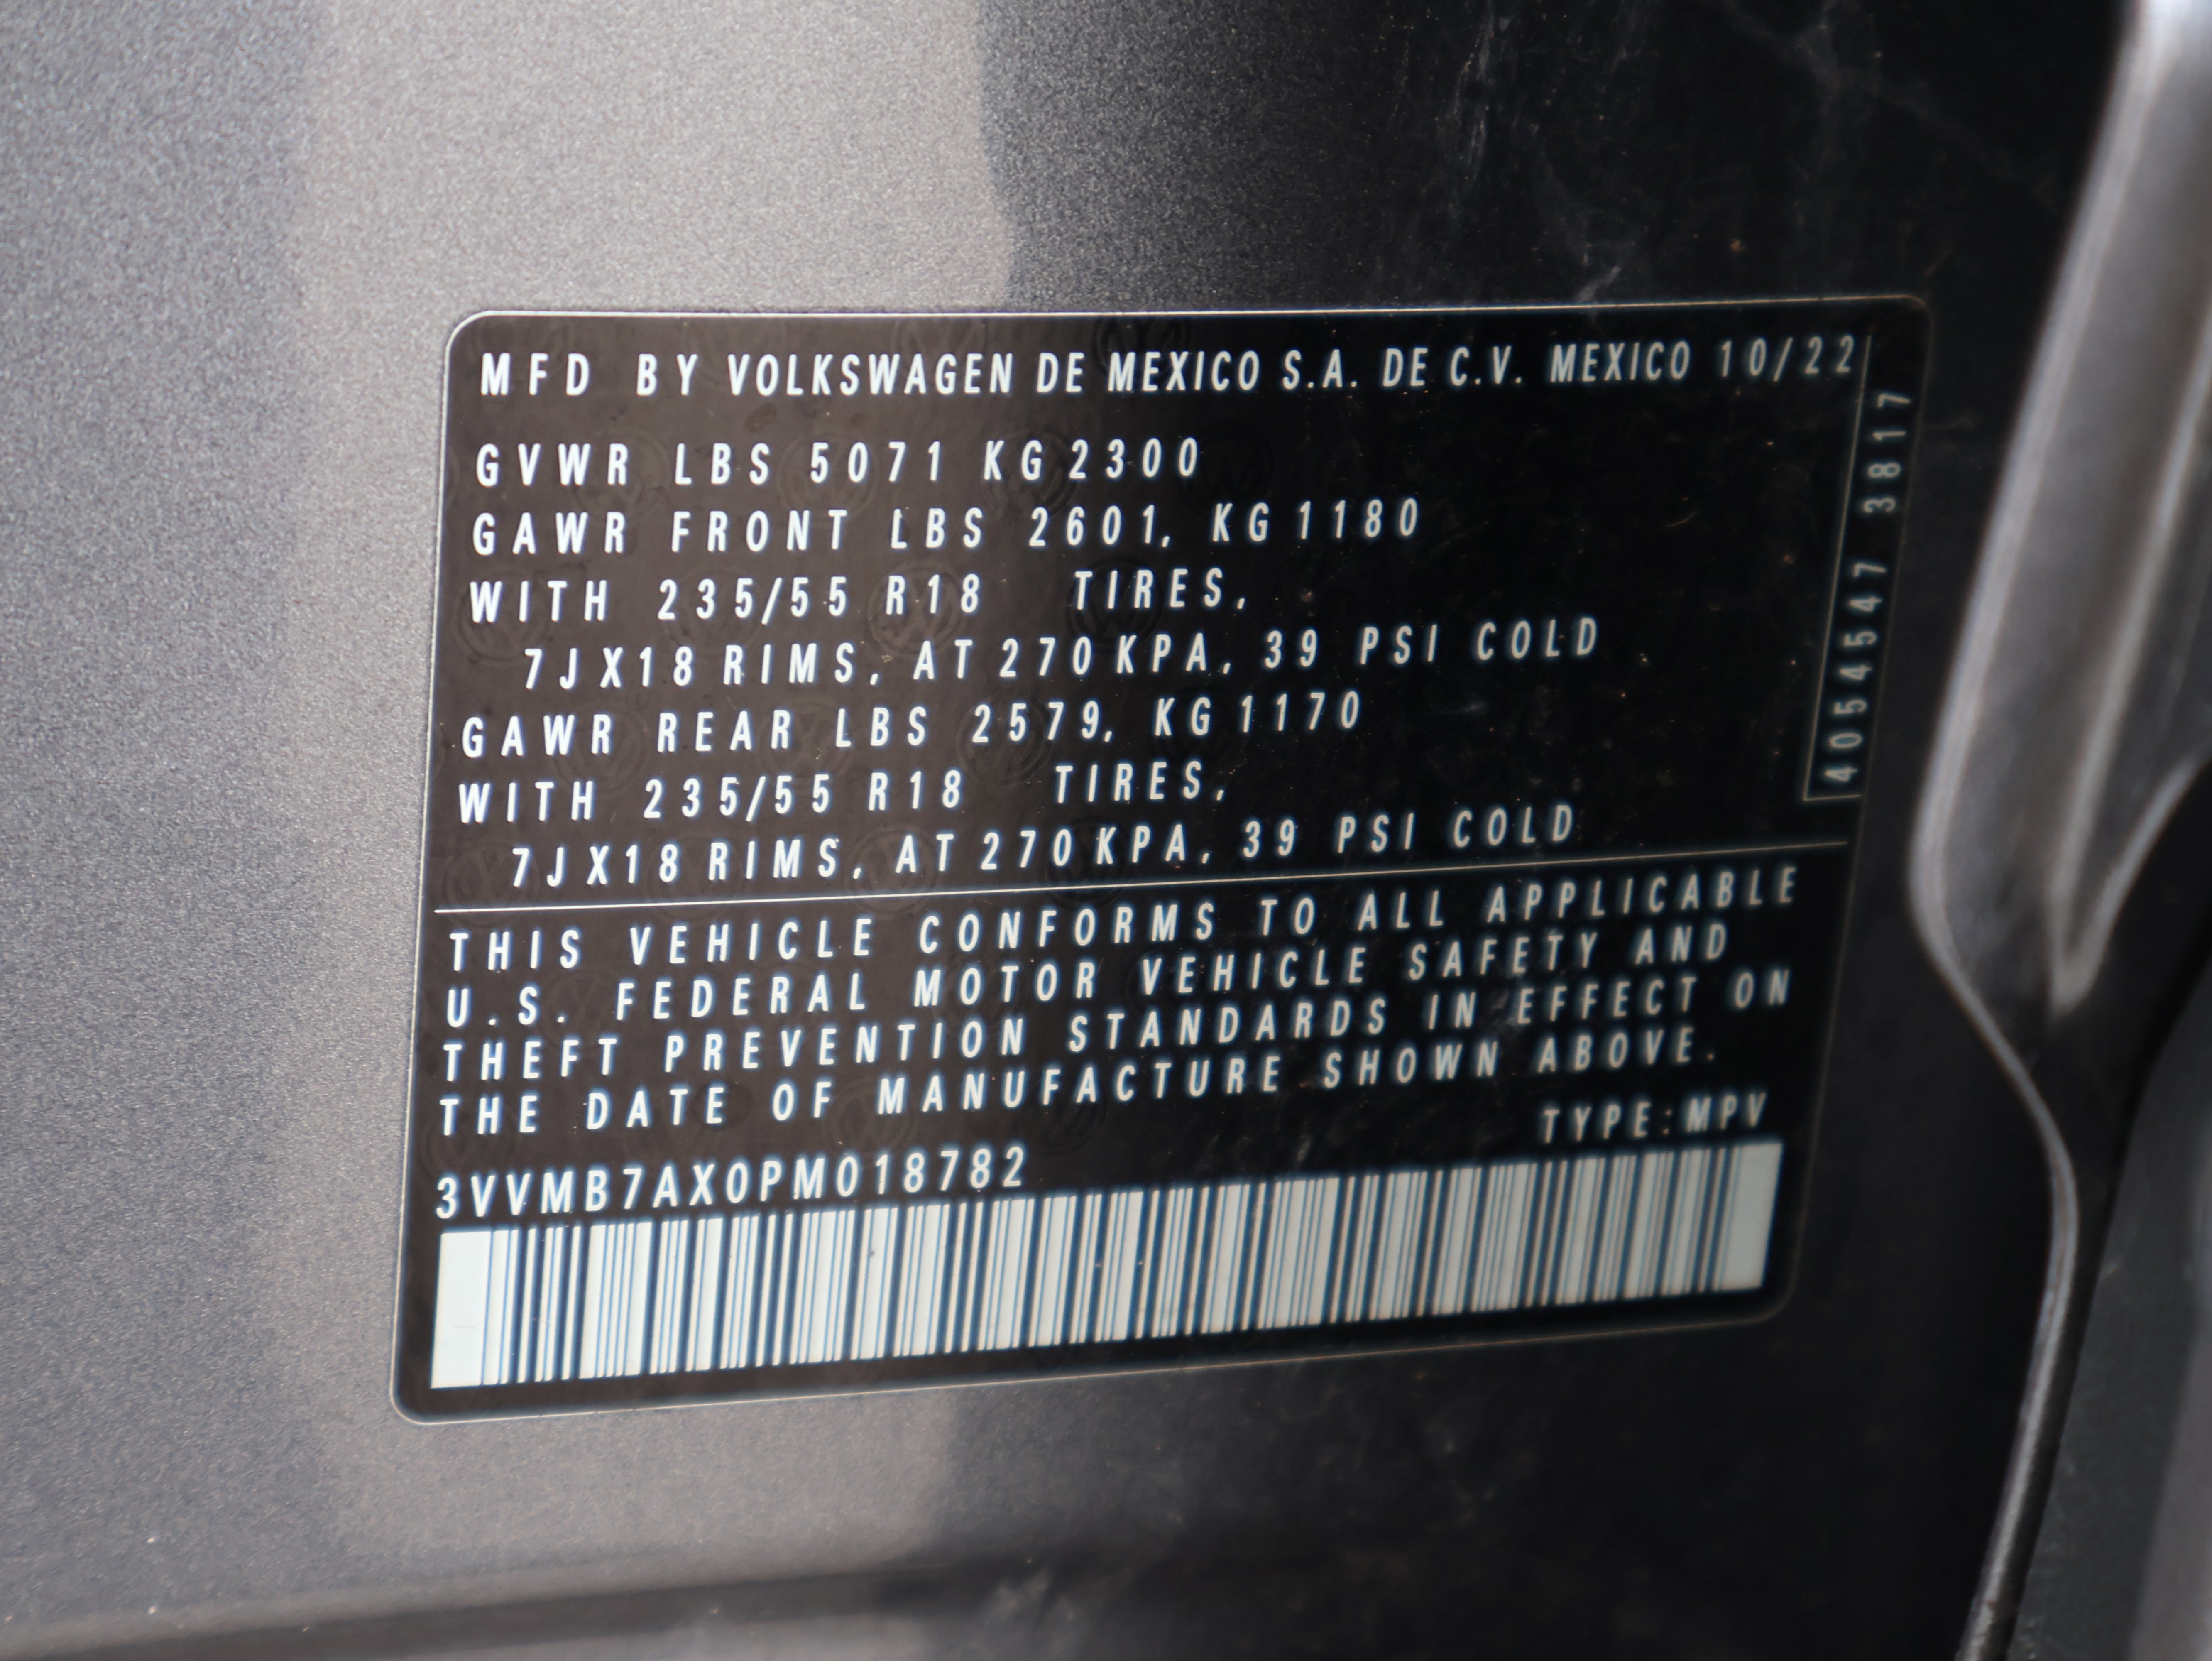 MFD BY VOLKSWAGEN DE MEXICO S.A. DE C.V. MEXICO 10/22
GVWR LBS 5071 KG 2300
GAWR FRONT LBS 2601, KG 1180
WITH 235/55 R18 TIRES,
7JX18 RIMS, AT 270 KPA, 39 PSI COLD
GAWR REAR LBS 2579, KG 1170
WITH 235/55 R18 TIRES,
7JX18 RIMS, AT 270 KPA, 39 PSI COLD
4054547 3817
THIS VEHICLE CONFORMS TO ALL APPLICABLE
U.S. FEDERAL MOTOR VEHICLE SAFETY AND
THEFT PREVENTION STANDARDS IN EFFECT ON
THE DATE OF MANUFACTURE SHOWN ABOVE.
TYPE:MPV
3VVMB7AX0PM018782